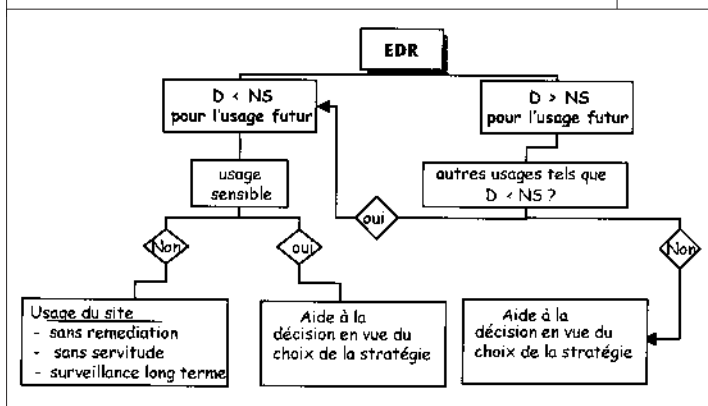 EDR
D < NS
pour l'usage futur
D > NS
pour l'usage futur
usage
sensible
autres usages tels que
D < NS ?
Non
oui
oui
Non
Usage du site
- sans remediation
- sans servitude
- surveillance long terme
Aide à la
décision en vue du
choix de la stratégie
Aide à la
décision en vue du
choix de la stratégie